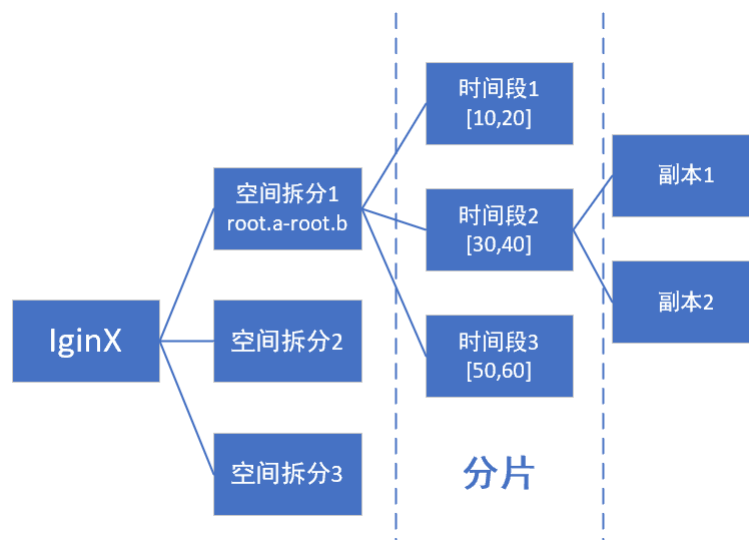 IginX
空间拆分1
root.a-root.b
空间拆分2
空间拆分3
时间段1
[10,20]
时间段2
[30,40]
时间段3
[50,60]
分片
副本1
副本2